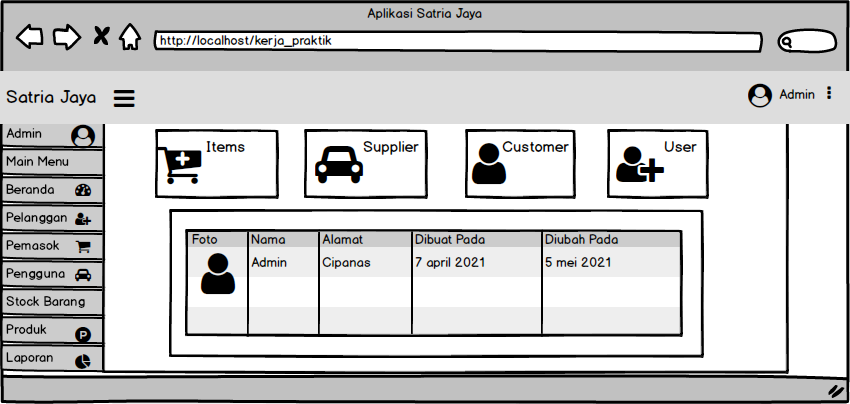 Aplikasi Satria Jaya
http://localhost/kerja_praktik
Satria Jaya
Admin
Admin
Main Menu
Beranda
Pelanggan
Pemasok
Pengguna
Stock Barang
Produk P
Laporan
Items
Supplier
Customer
User
Foto Nama Alamat Dibuat Pada Diubah Pada
Admin Cipanas 7 april 2021 5 mei 2021